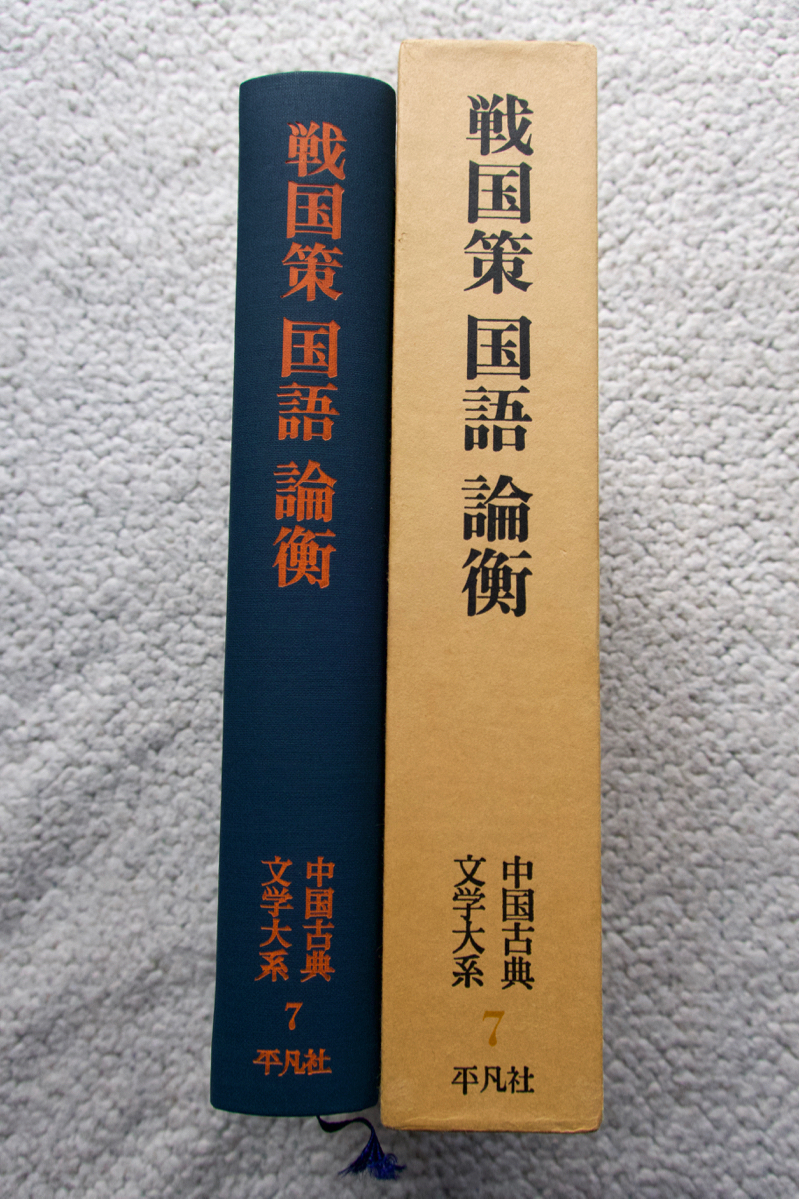 戦国策 国語 論衡
中国古典
文学大系
7
平凡社
戦国策 国語 論衡
中国古典
文学大系
7
平凡社